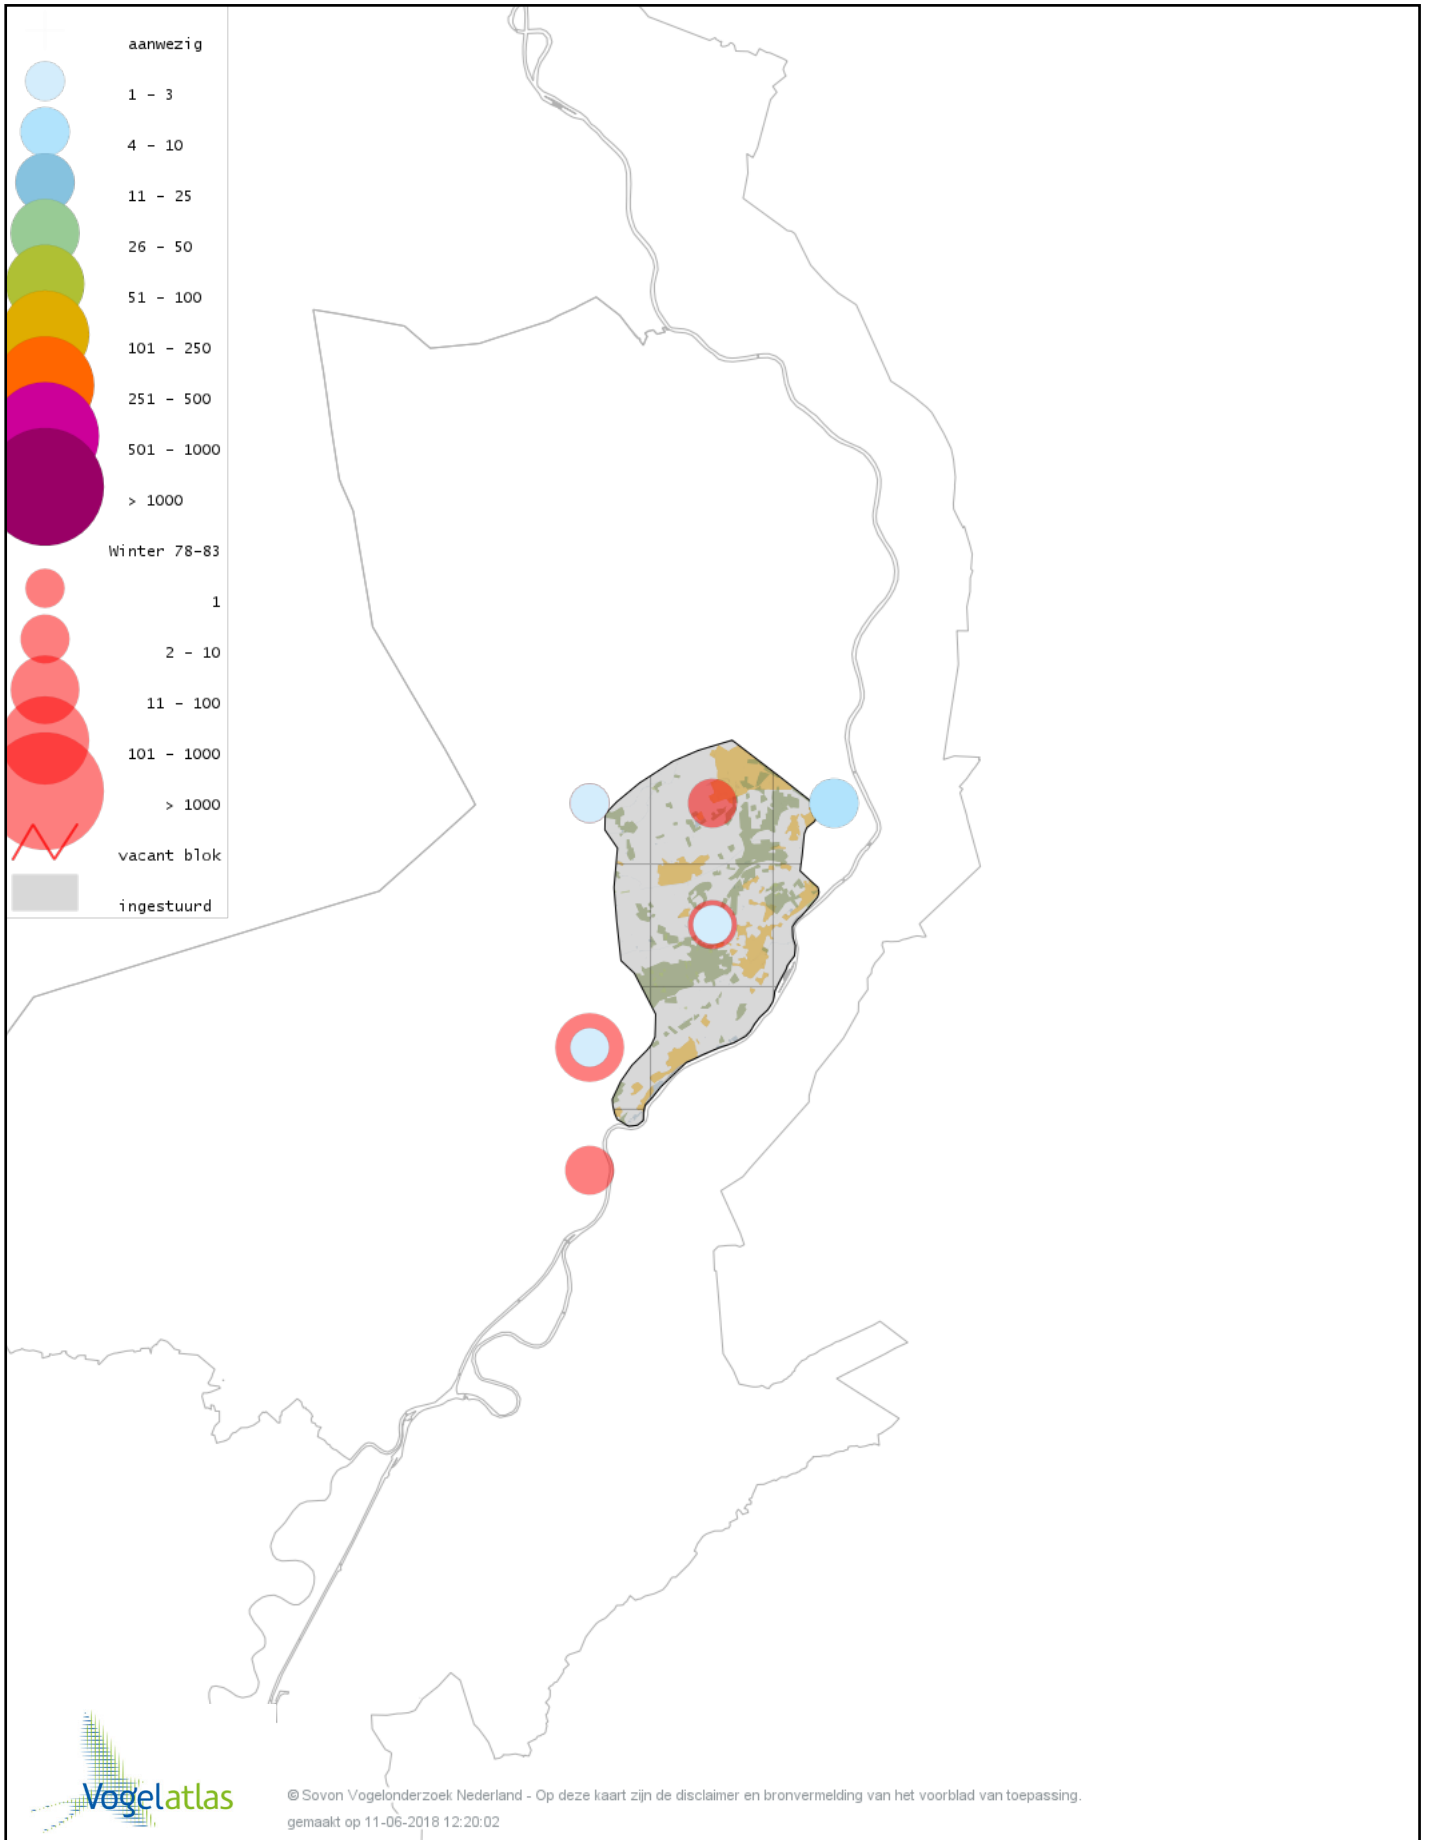 aanwezig
1 - 3
4 - 10
11 - 25
26 - 50
51 - 100
101 - 250
251 - 500
501 - 1000
> 1000
Winter 78-83
1
2 - 10
11 - 100
101 - 1000
> 1000
vacant blok
ingestuurd
Vogelatlas
© Sovon Vogelonderzoek Nederland - Op deze kaart zijn de disclaimer en bronvermelding van het voorblad van toepassing.
gemaakt op 11-06-2018 12:20:02